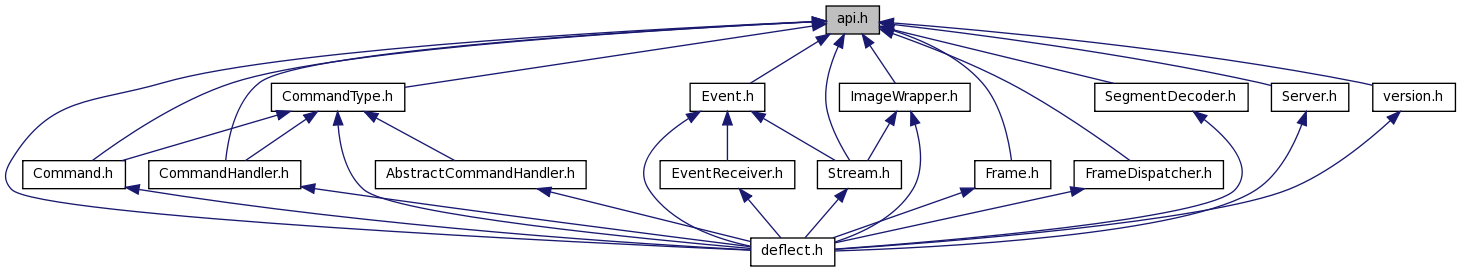 api.h
CommandType.h
Event.h
ImageWrapper.h
SegmentDecoder.h
Server.h
version.h
Command.h
CommandHandler.h
AbstractCommandHandler.h
EventReceiver.h
Stream.h
Frame.h
FrameDispatcher.h
deflect.h